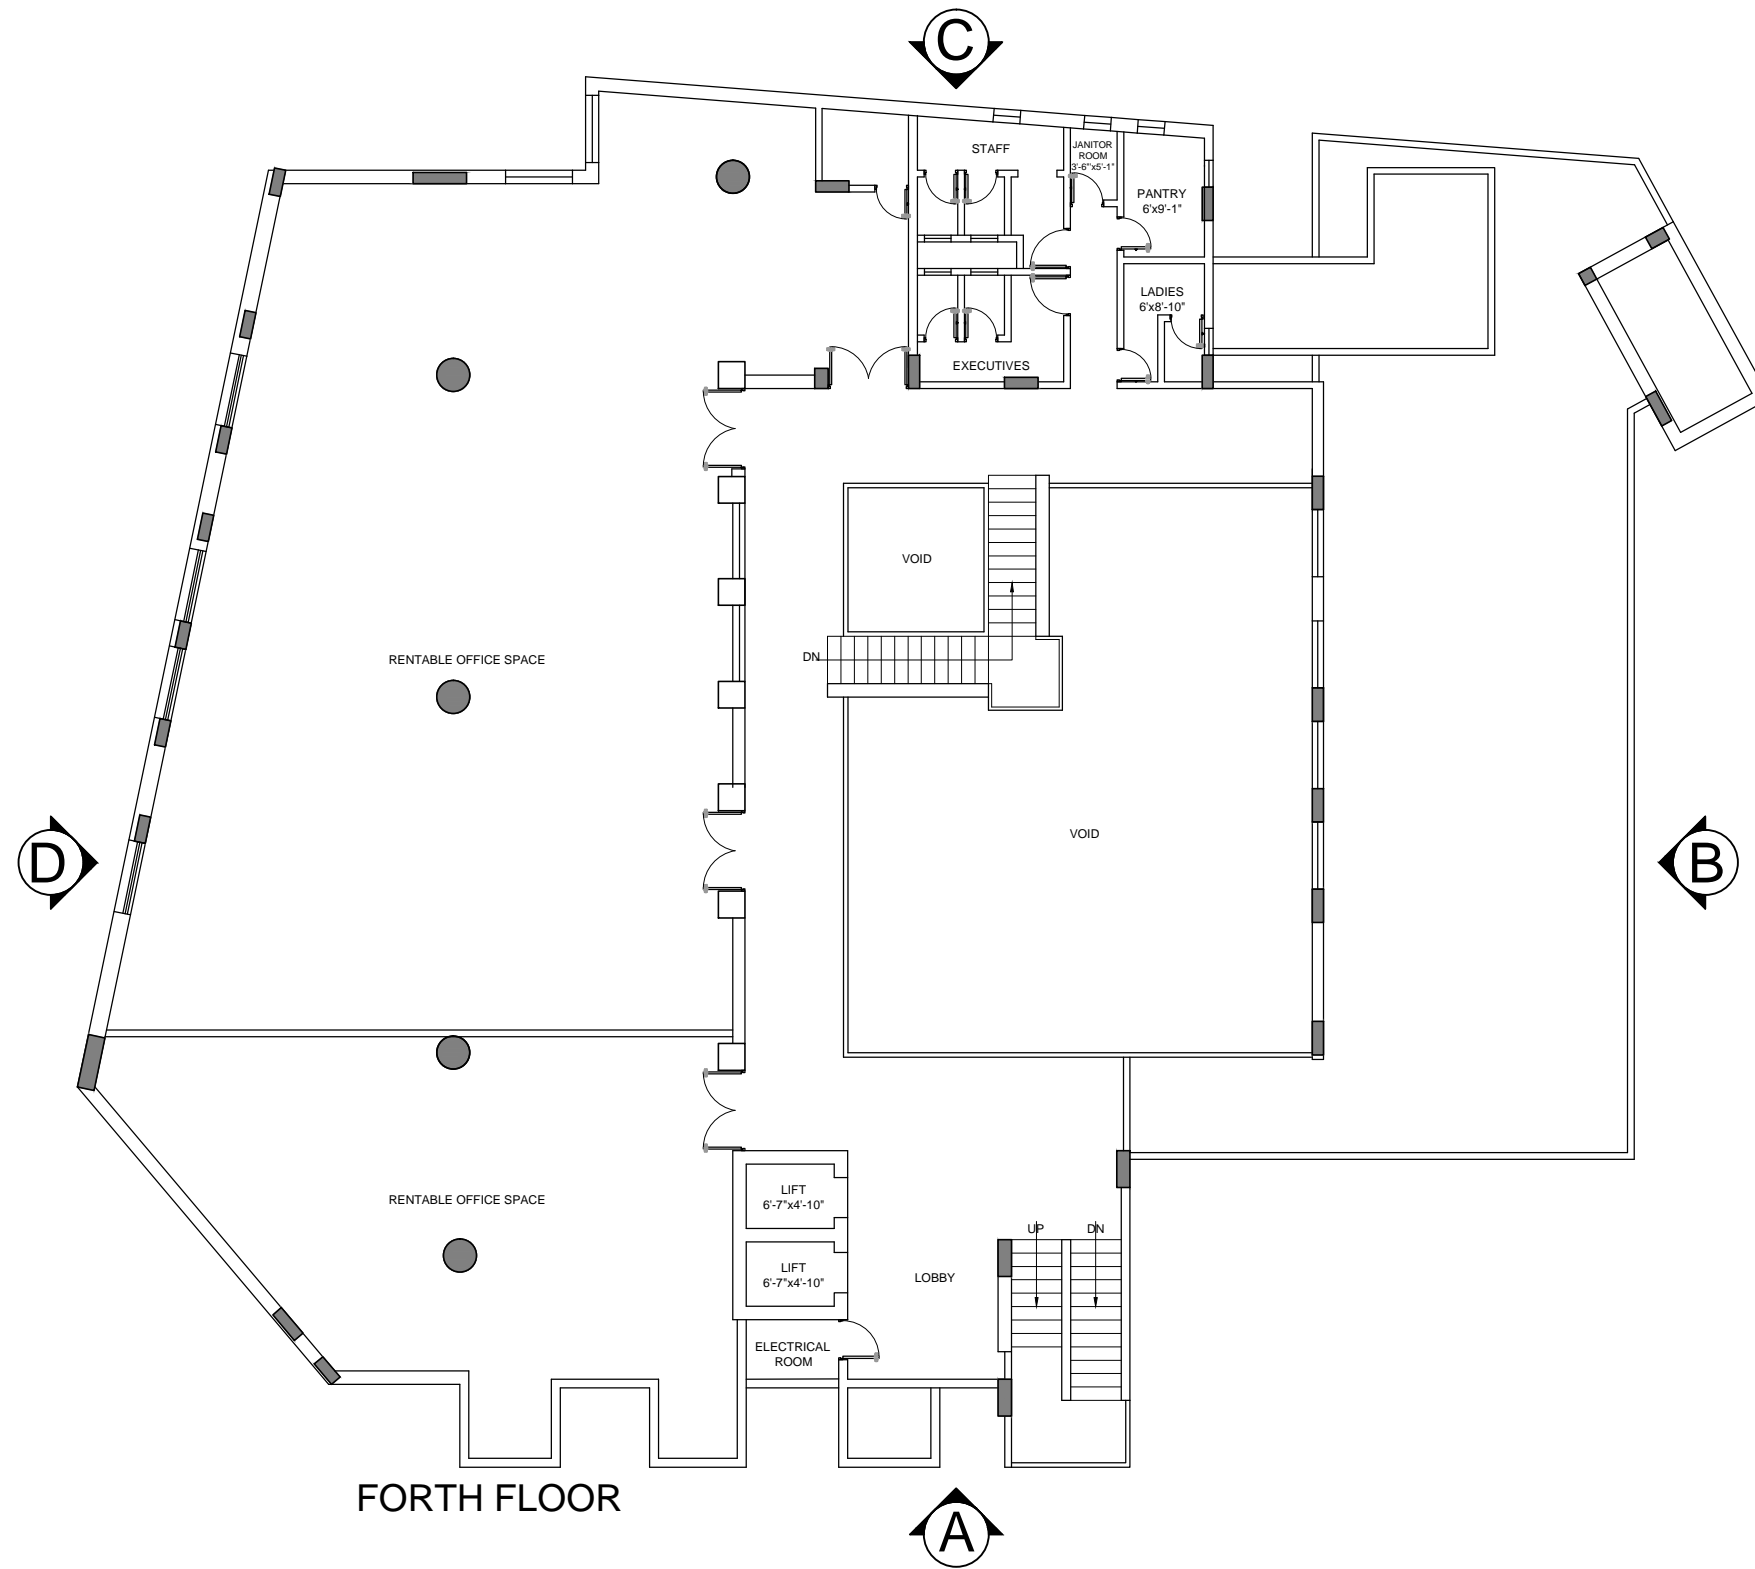 C
STAFF
JANITOR
ROOM
3'-6"x5'-1"
PANTRY
6'x9'-1"
LADIES
6'x8'-10"
EXECUTIVES
VOID
DN
RENTABLE OFFICE SPACE
VOID
D
B
RENTABLE OFFICE SPACE
LIFT
6'-7"x4'-10"
UP
DN
LIFT
6'-7"x4'-10"
LOBBY
ELECTRICAL
ROOM
FORTH FLOOR
A